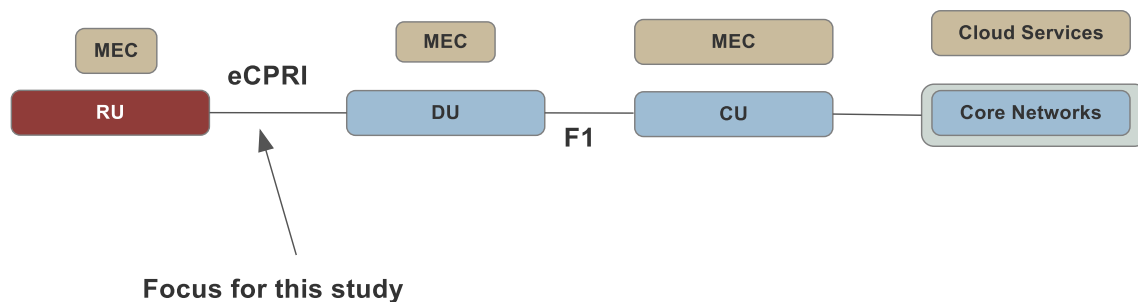 MEC
MEC
MEC
Cloud Services
eCPRI
RU
DU
CU
Core Networks
F1
Focus for this study